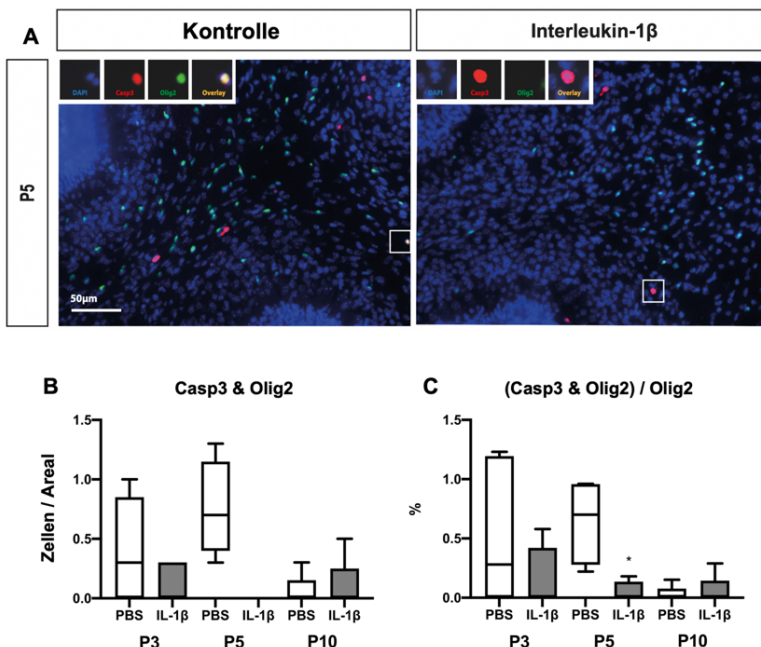 A
Kontrolle
Interleukin-1β
P5
DAPI
Casp3
Olig2
Overlay
DAPI
Casp3
Olig2
Overlay
50µm
B
Casp3 & Olig2
Zellen / Areal
1.5
1.0
0.5
0.0
PBS IL-1β PBS IL-1β PBS IL-1β
P3 P5 P10
C
(Casp3 & Olig2) / Olig2
%
1.5
1.0
0.5
0.0
*
PBS IL-1β PBS IL-1β PBS IL-1β
P3 P5 P10